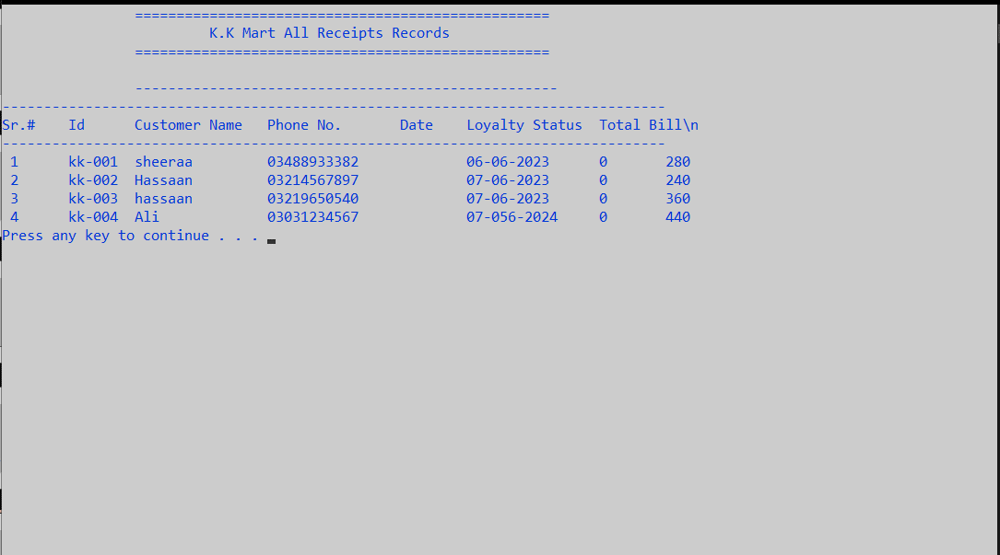 ==================================================
K.K Mart All Receipts Records
==================================================
---------------------------------------------------
--------------------------------------------------------------------------------
Sr.# Id Customer Name Phone No. Date Loyalty Status Total Bill\n
--------------------------------------------------------------------------------
1 kk-001 sheeraa 03488933382 06-06-2023 0 280
2 kk-002 Hassaan 03214567897 07-06-2023 0 240
3 kk-003 hassaan 03219650540 07-06-2023 0 360
4 kk-004 Ali 03031234567 07-056-2024 0 440
Press any key to continue . . .